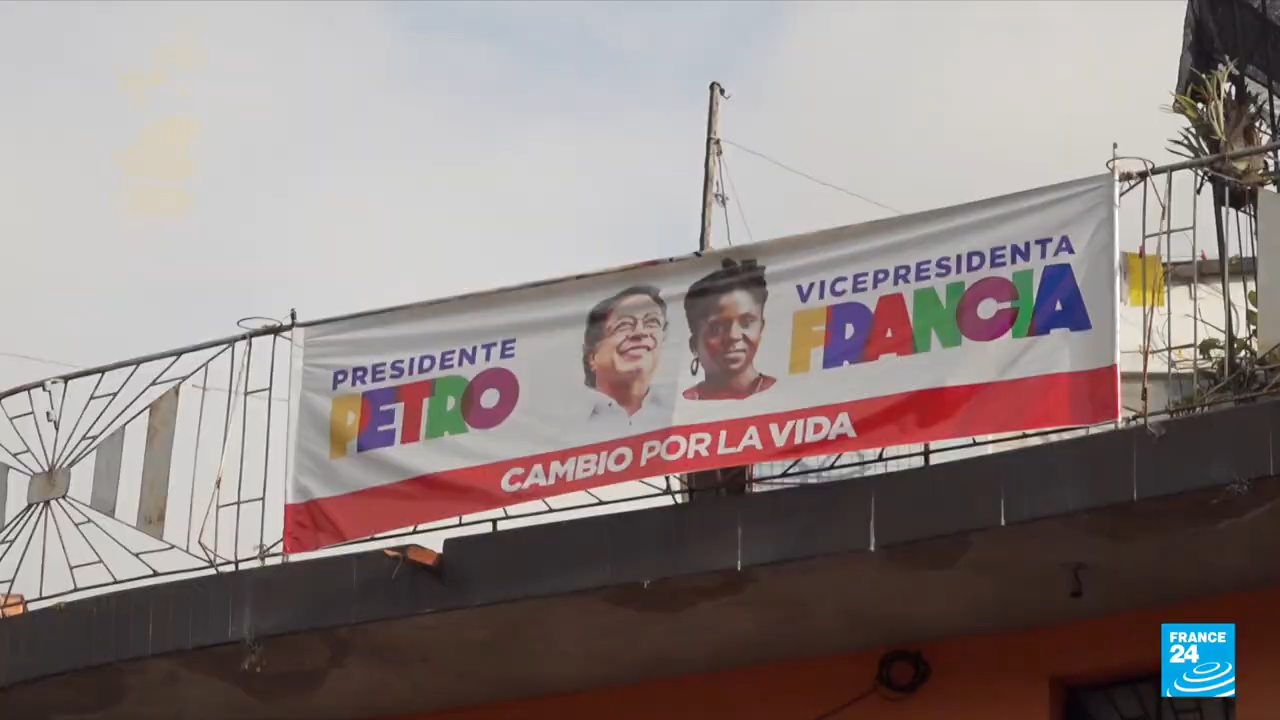 PRESIDENTE
PETRO
VICEPRESIDENTA
FRANCIA
CAMBIO POR LA VIDA
FRANCE
24